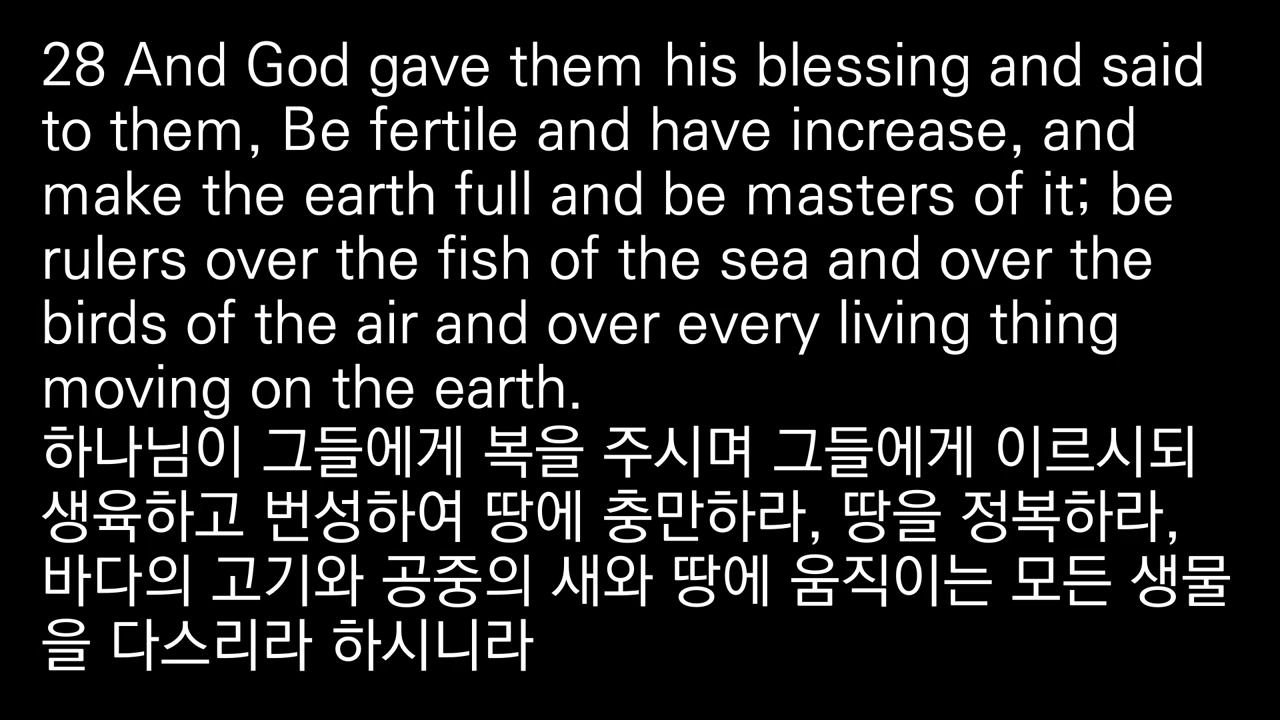 28 And God gave them his blessing and said
to them, Be fertile and have increase, and
make the earth full and be masters of it; be
rulers over the fish of the sea and over the
birds of the air and over every living thing
moving on the earth.
하나님이 그들에게 복을 주시며 그들에게 이르시되
생육하고 번성하여 땅에 충만하라, 땅을 정복하라,
바다의 고기와 공중의 새와 땅에 움직이는 모든 생물
을 다스리라 하시니라